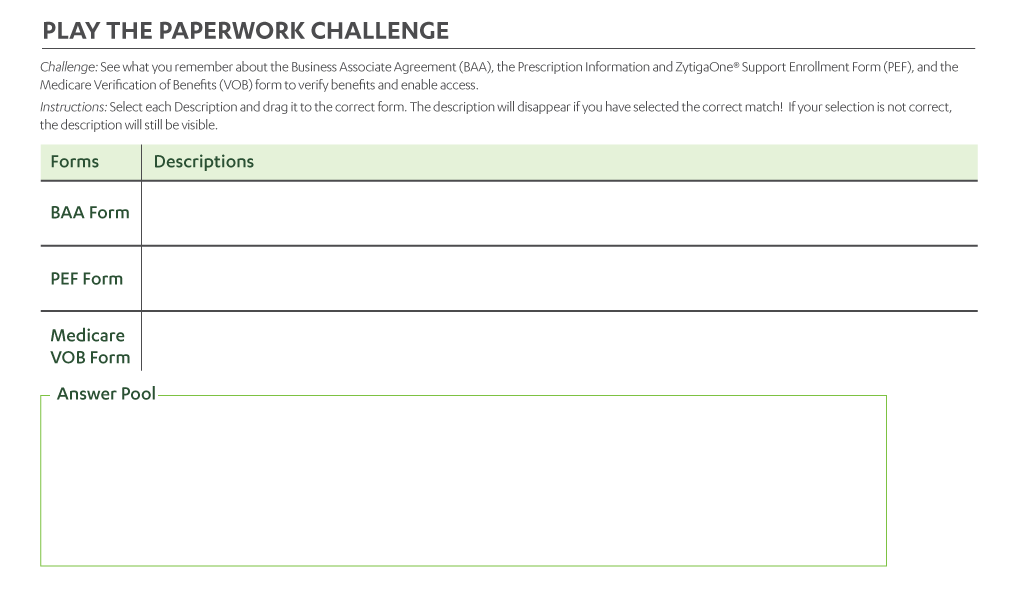 PLAY THE PAPERWORK CHALLENGE
Challenge: See what you remember about the Business Associate Agreement (BAA), the Prescription Information and ZytigaOne® Support Enrollment Form (PEF), and the
Medicare Verification of Benefits (VOB) form to verify benefits and enable access.
Instructions: Select each Description and drag it to the correct form. The description will disappear if you have selected the correct match!  If your selection is not correct,
the description will still be visible.
Forms
Descriptions
BAA Form
PEF Form
Medicare
VOB Form
Answer Pool